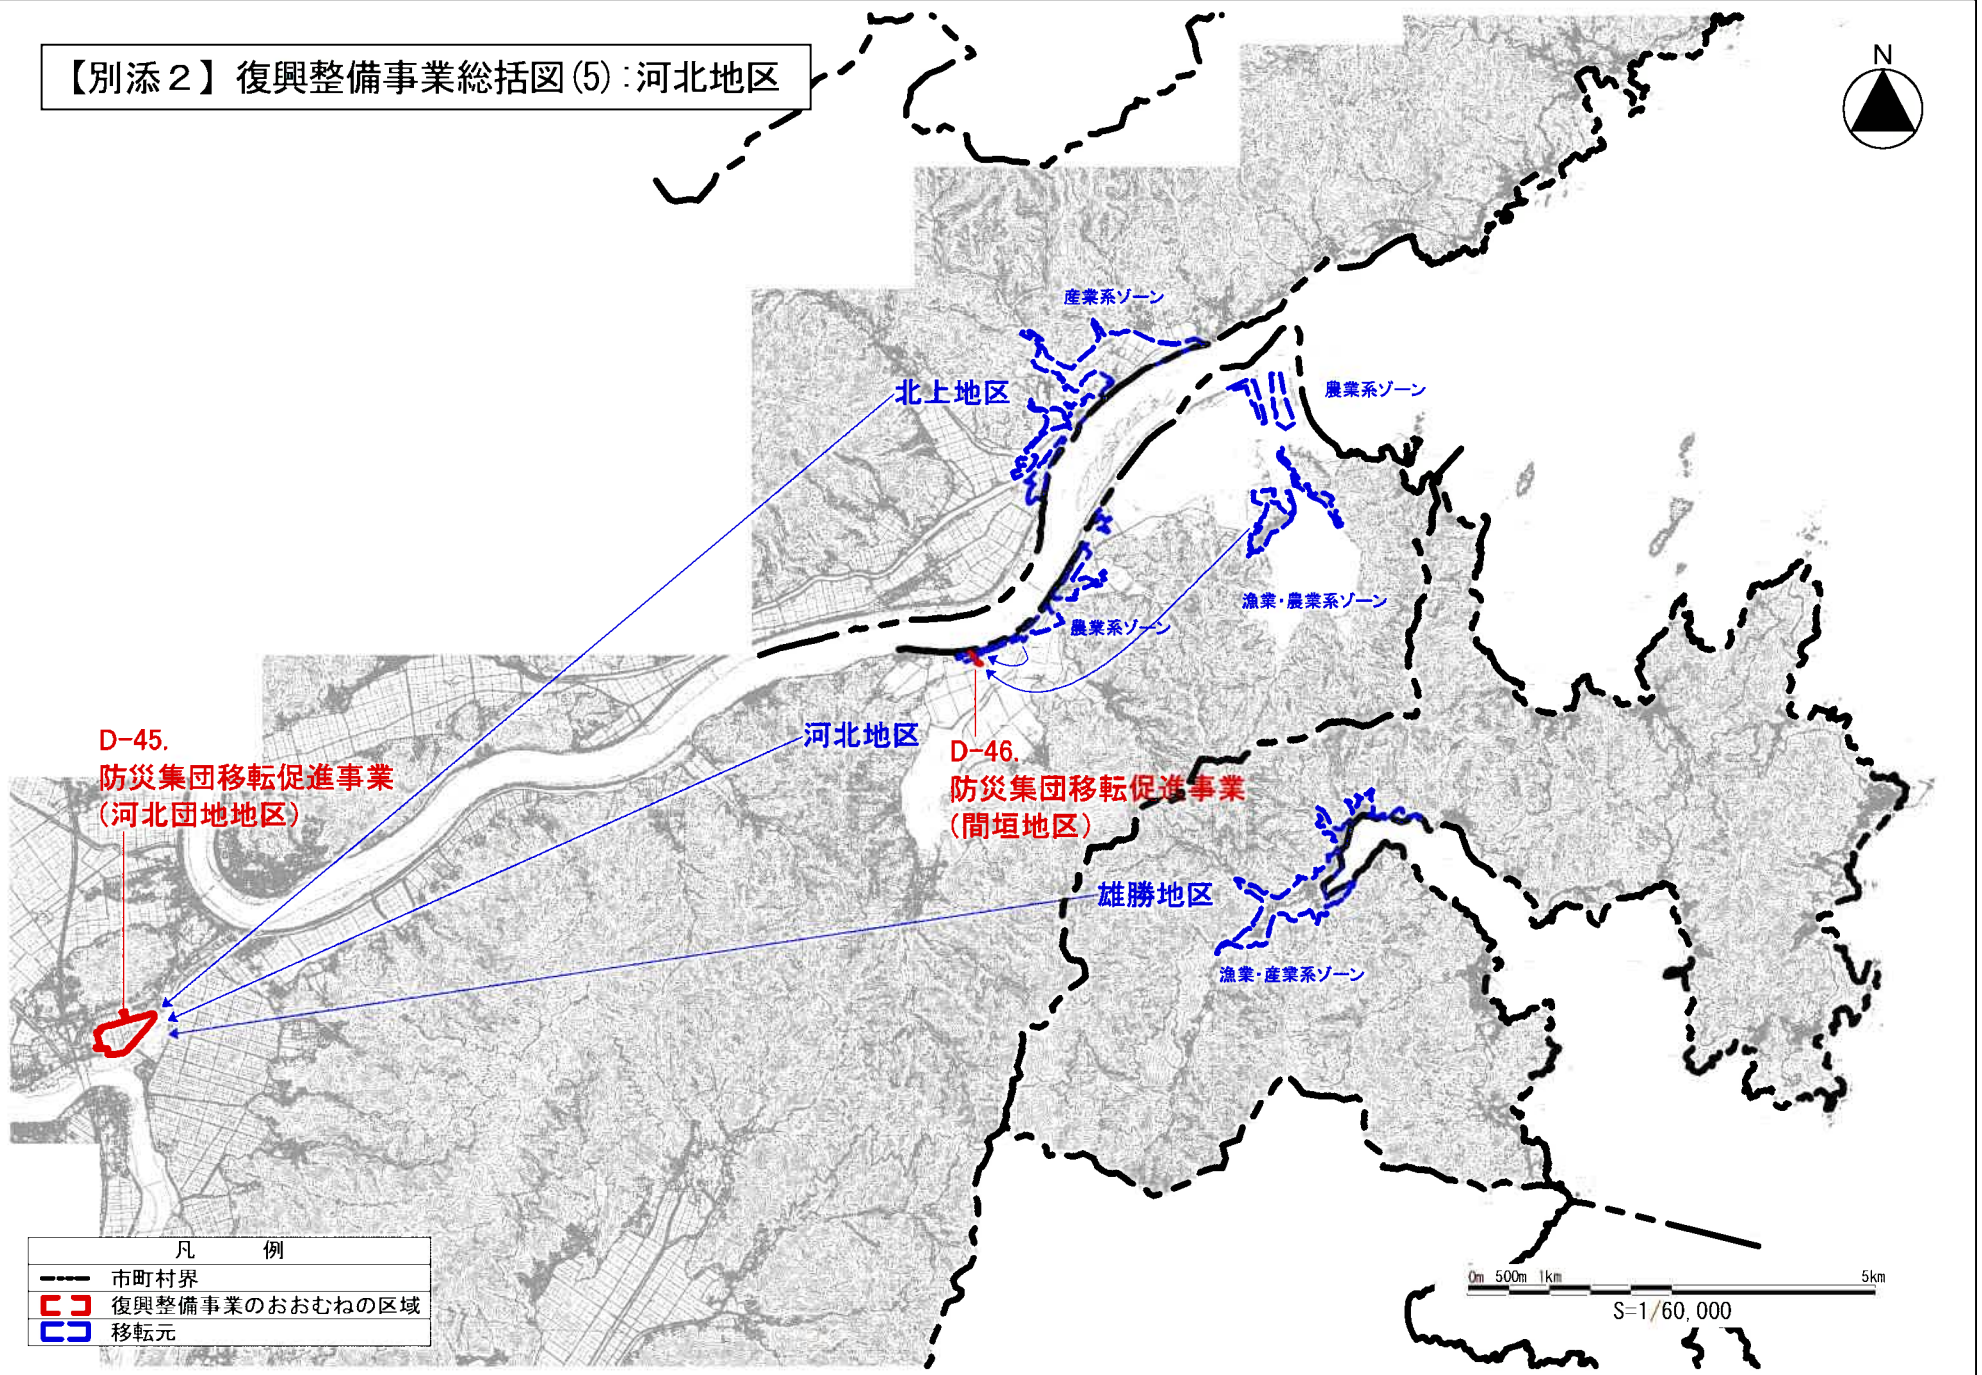 【別添２】復興整備事業総括図(5):河北地区
N
産業系ゾーン
北上地区
農業系ゾーン
漁業・農業系ゾーン
農業系ゾーン
河北地区
D-45.
防災集団移転促進事業
(河北団地地区)
D-46.
防災集団移転促進事業
(間垣地区)
雄勝地区
漁業・産業系ゾーン
凡　例
市町村界
復興整備事業のおおむねの区域
移転元
0m 500m 1km 5km
S=1/60,000